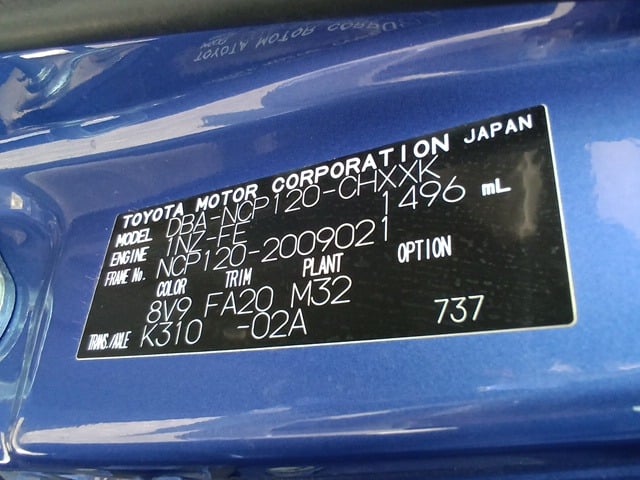 TOYOTA MOTOR CORPORATION JAPAN
MODEL DBA-NCP120-CHXXK
ENGINE 1NZ-FE 1496 mL
FRAME No. NCP120-2009021
COLOR TRIM PLANT OPTION
8V9 FA20 M32
TRANS./AXLE K310 -02A 737